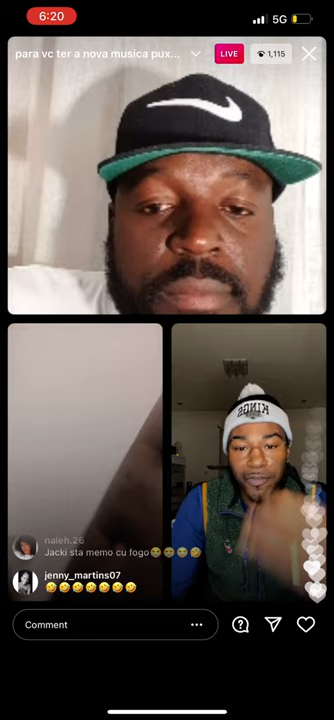 6:20
5G
para vc ter a nova musica pux...
LIVE
1,115
KINGS
naleh.26
Jacki sta memo cu fogo😂😂😂🤣
jenny_martins07
🤣🤣🤣🤣🤣🤣🤣
Comment